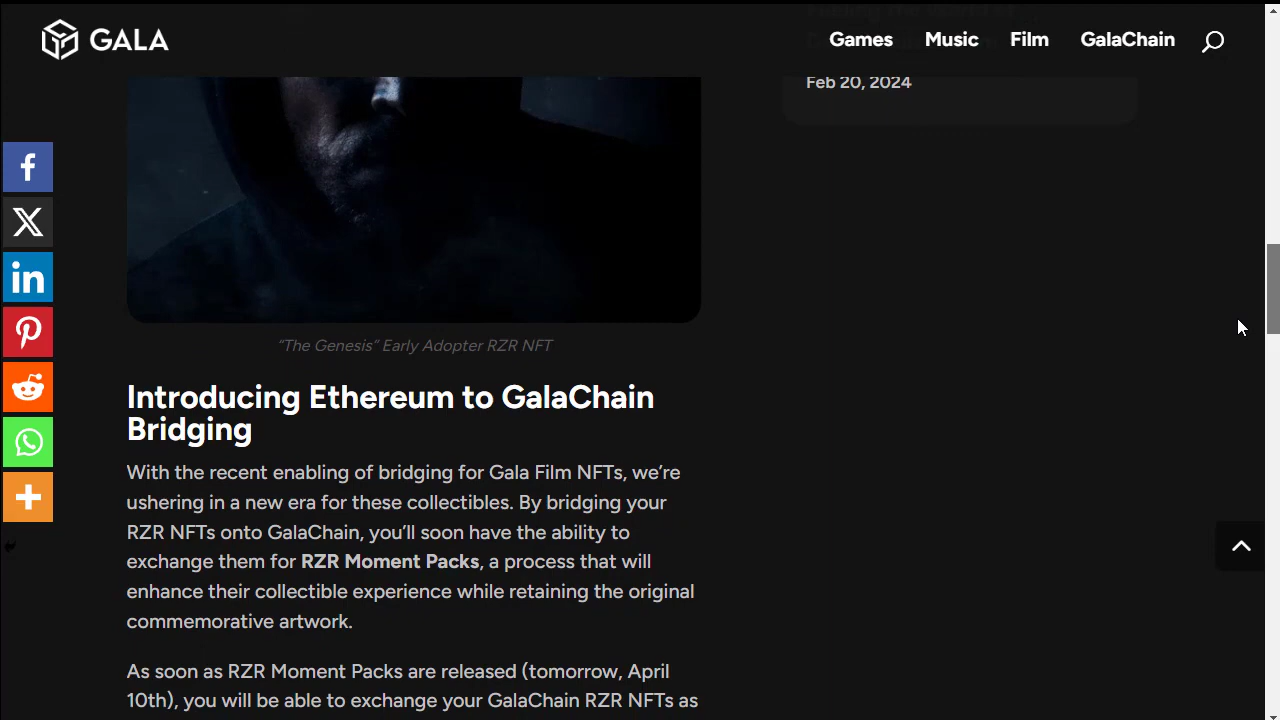 GALA
Games Music Film GalaChain
Feb 20, 2024
“The Genesis” Early Adopter RZR NFT
Introducing Ethereum to GalaChain
Bridging
With the recent enabling of bridging for Gala Film NFTs, we’re
ushering in a new era for these collectibles. By bridging your
RZR NFTs onto GalaChain, you’ll soon have the ability to
exchange them for RZR Moment Packs, a process that will
enhance their collectible experience while retaining the original
commemorative artwork.
As soon as RZR Moment Packs are released (tomorrow, April
10th), you will be able to exchange your GalaChain RZR NFTs as